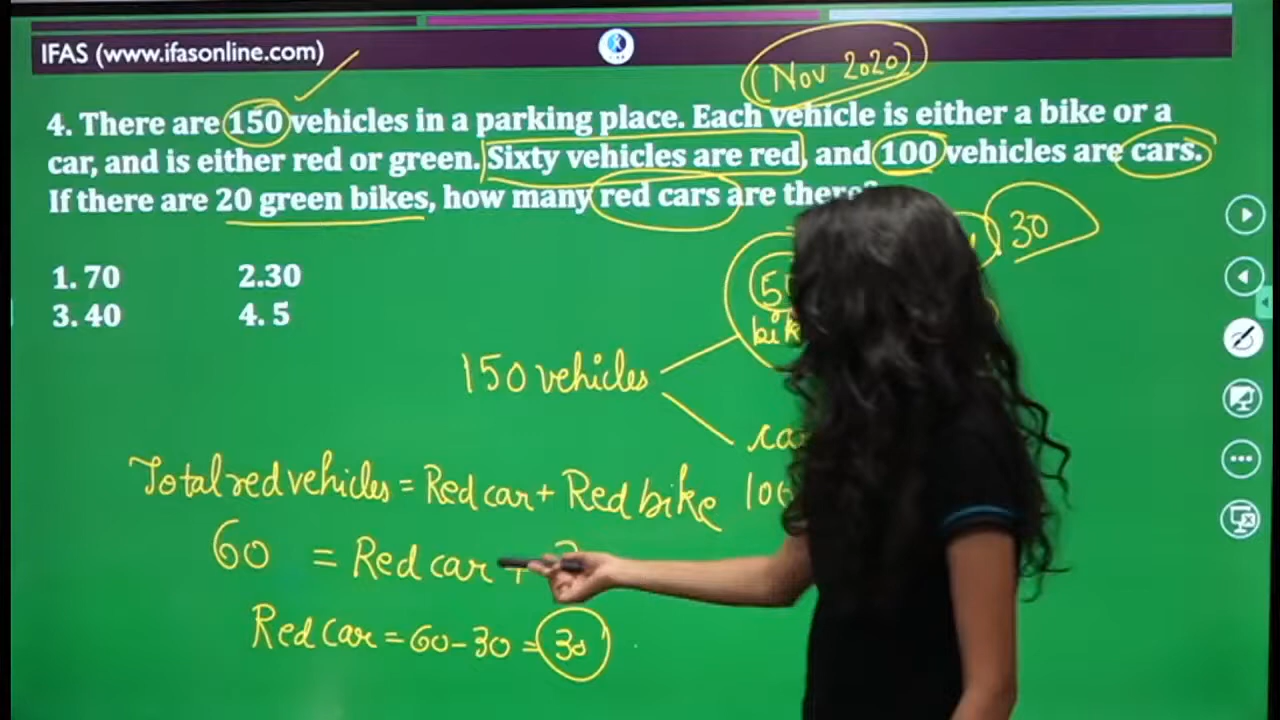 IFAS (www.ifasonline.com)
(Nov 2020)
4. There are 150 vehicles in a parking place. Each vehicle is either a bike or a
car, and is either red or green. Sixty vehicles are red, and 100 vehicles are cars.
If there are 20 green bikes, how many red cars are there?
1. 70 2. 30
3. 40 4. 5
30
150 vehicles
Total red vehicles = Red car + Red bike
60 = Red car +
Red Car = 60 - 30 = 30